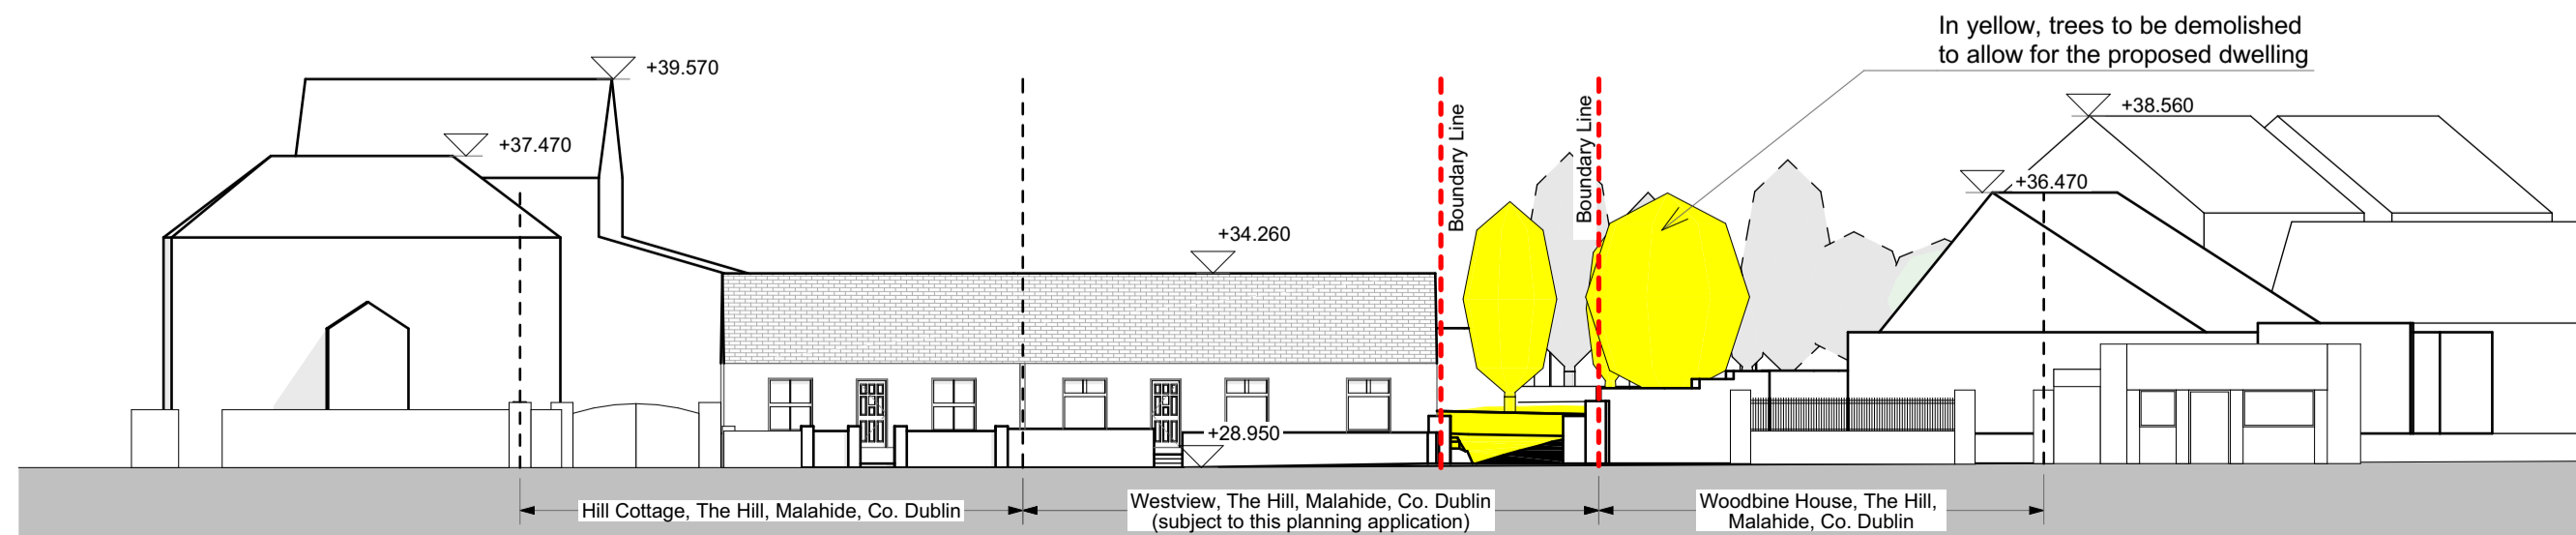 In yellow, trees to be demolished
to allow for the proposed dwelling
+39.570
+37.470
+34.260
+28.950
Boundary Line
Boundary Line
+38.560
+36.470
Hill Cottage, The Hill, Malahide, Co. Dublin
Westview, The Hill, Malahide, Co. Dublin
(subject to this planning application)
Woodbine House, The Hill,
Malahide, Co. Dublin